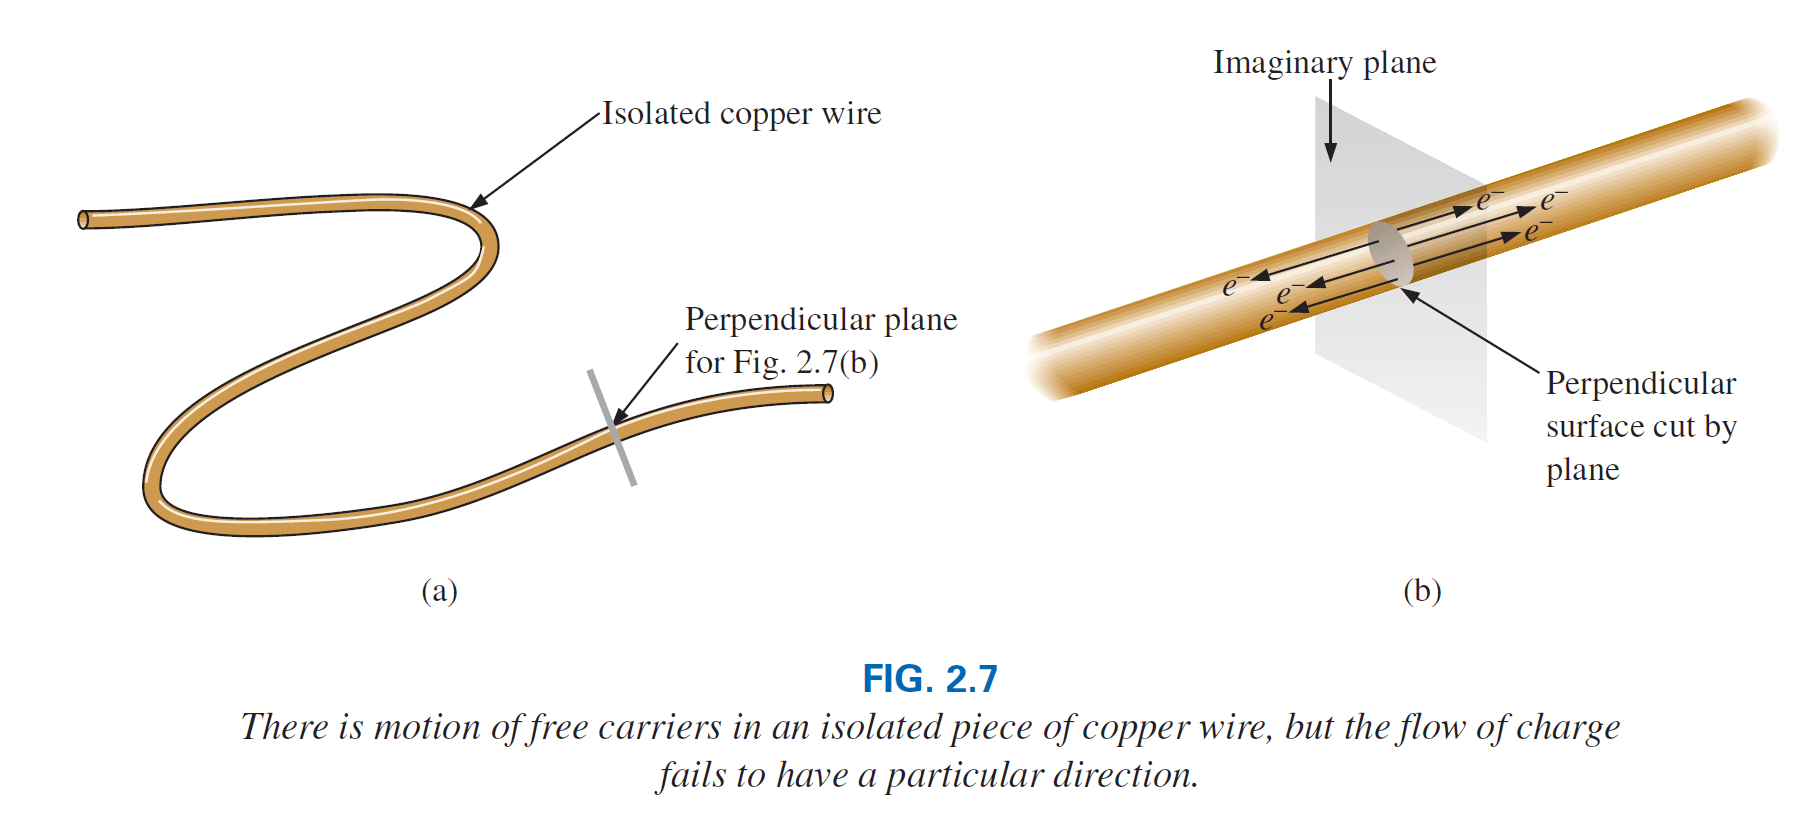 Isolated copper wire
Perpendicular plane
for Fig. 2.7(b)
(a)
Imaginary plane
e⁻
e⁻
e⁻
e⁻
e⁻
e⁻
Perpendicular
surface cut by
plane
(b)
FIG. 2.7
There is motion of free carriers in an isolated piece of copper wire, but the flow of charge
fails to have a particular direction.